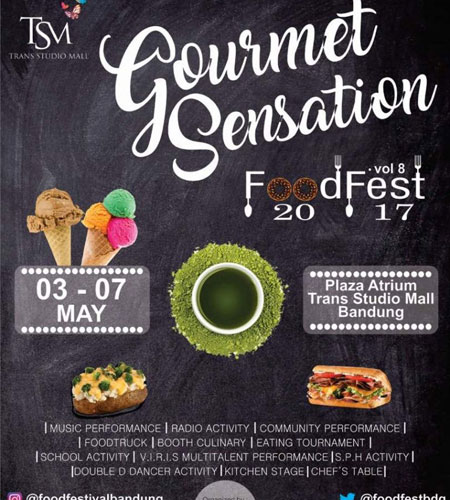 TSM
TRANS STUDIO MALL
Gourmet
Sensation
vol 8
FoodFest
20 17
03 - 07
MAY
Plaza Atrium
Trans Studio Mall
Bandung
| MUSIC PERFORMANCE | RADIO ACTIVITY | COMMUNITY PERFORMANCE |
| FOODTRUCK | BOOTH CULINARY | EATING TOURNAMENT |
| SCHOOL ACTIVITY | V.I.R.I.S MULTITALENT PERFORMANCE | S.P.H ACTIVITY |
|DOUBLE D DANCER ACTIVITY | KITCHEN STAGE | CHEF'S TABLE|
@foodfestivalbandung
@foodfestbdg